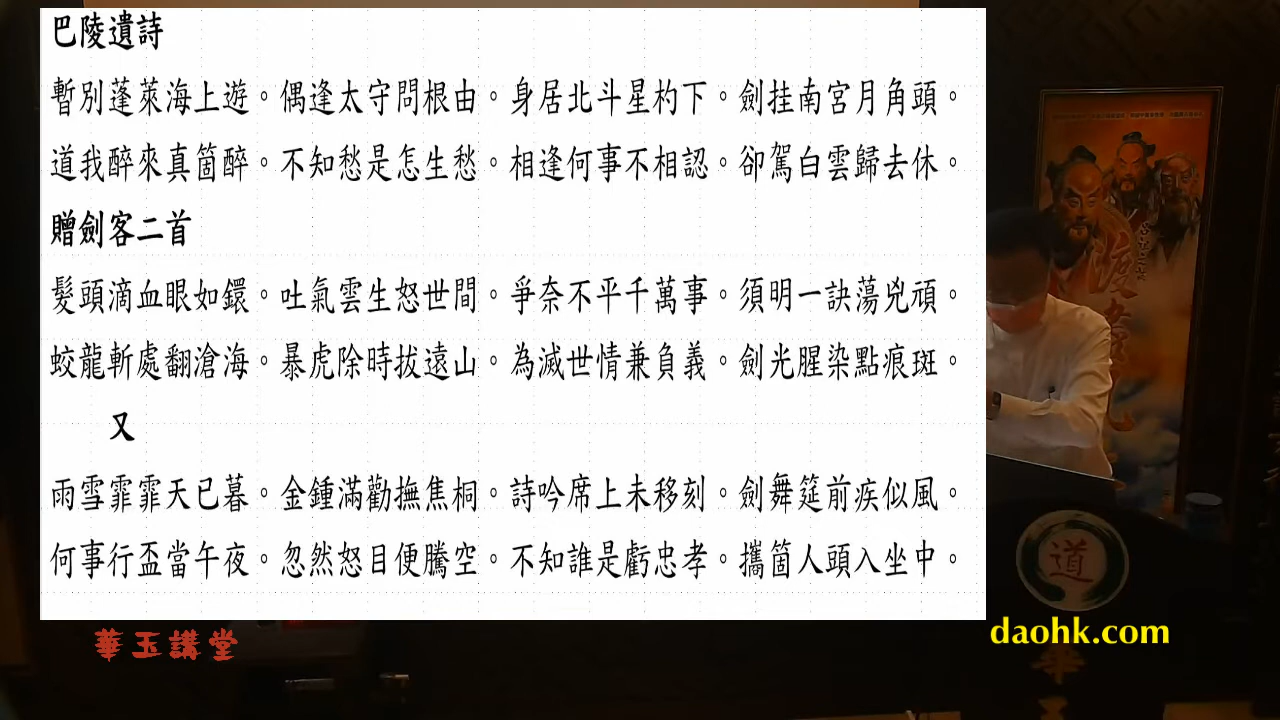 巴陵遺詩
暫別蓬萊海上遊。偶逢太守問根由。身居北斗星杓下。劍挂南宮月角頭。
道我醉來真箇醉。不知愁是怎生愁。相逢何事不相認。卻駕白雲歸去休。
贈劍客二首
髮頭滴血眼如鐶。吐氣雲生怒世間。爭奈不平千萬事。須明一訣蕩兇頑。
蛟龍斬處翻滄海。暴虎除時拔遠山。為滅世情兼負義。劍光腥染點痕斑。
又
雨雪霏霏天已暮。金鍾滿勸撫焦桐。詩吟席上未移刻。劍舞筵前疾似風。
何事行盃當午夜。忽然怒目便騰空。不知誰是虧忠孝。攜箇人頭入坐中。
道
華玉講堂
daohk.com
華